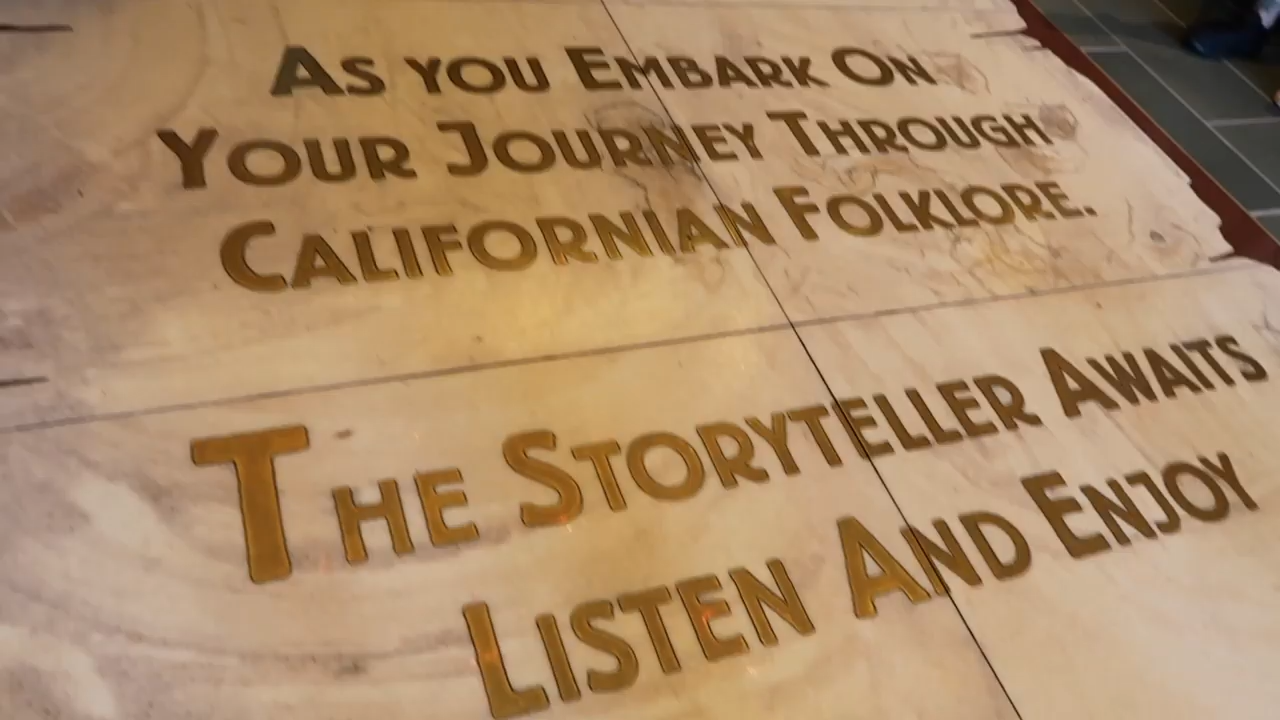 As you Embark On
Your Journey Through
Californian Folklore.
The Storyteller Awaits
Listen And Enjoy